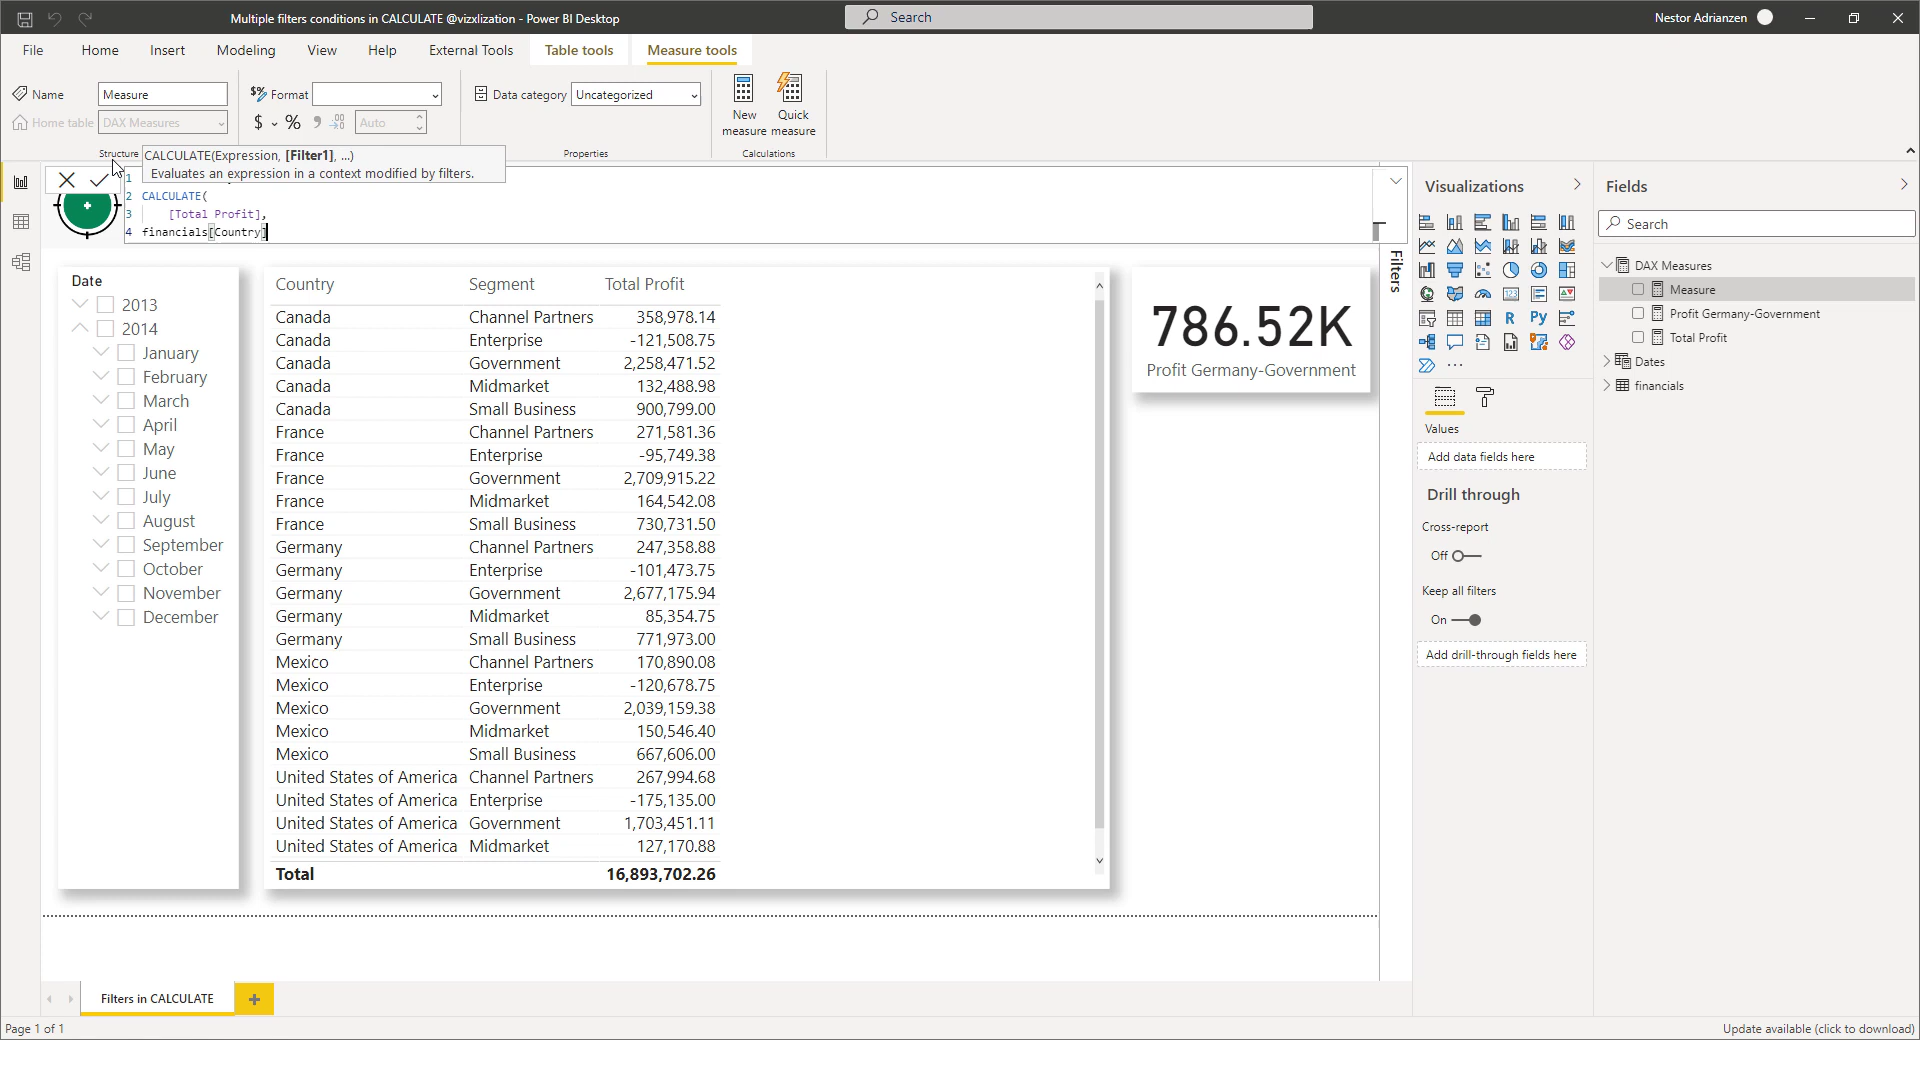 Multiple filters conditions in CALCULATE @vizxlization - Power BI Desktop
Search
Nestor Adrianzen
File Home Insert Modeling View Help External Tools Table tools Measure tools
Name Measure
Home table DAX Measures
Structure
$% Format
$ % 9 .00 Auto
Data category Uncategorized
Properties
New measure
Quick measure
Calculations
CALCULATE(Expression, [Filter1], ...)
Evaluates an expression in a context modified by filters.
1
2 CALCULATE(
3 [Total Profit],
4 financials[Country]
Date
2013
2014
January
February
March
April
May
June
July
August
September
October
November
December
Country Segment Total Profit
Canada Channel Partners 358,978.14
Canada Enterprise -121,508.75
Canada Government 2,258,471.52
Canada Midmarket 132,488.98
Canada Small Business 900,799.00
France Channel Partners 271,581.36
France Enterprise -95,749.38
France Government 2,709,915.22
France Midmarket 164,542.08
France Small Business 730,731.50
Germany Channel Partners 247,358.88
Germany Enterprise -101,473.75
Germany Government 2,677,175.94
Germany Midmarket 85,354.75
Germany Small Business 771,973.00
Mexico Channel Partners 170,890.08
Mexico Enterprise -120,678.75
Mexico Government 2,039,159.38
Mexico Midmarket 150,546.40
Mexico Small Business 667,606.00
United States of America Channel Partners 267,994.68
United States of America Enterprise -175,135.00
United States of America Government 1,703,451.11
United States of America Midmarket 127,170.88
Total 16,893,702.26
786.52K
Profit Germany-Government
Filters
Visualizations
R Py
...
Values
Add data fields here
Drill through
Cross-report
Off
Keep all filters
On
Add drill-through fields here
Fields
Search
DAX Measures
Measure
Profit Germany-Government
Total Profit
Dates
financials
Filters in CALCULATE
Page 1 of 1
Update available (click to download)